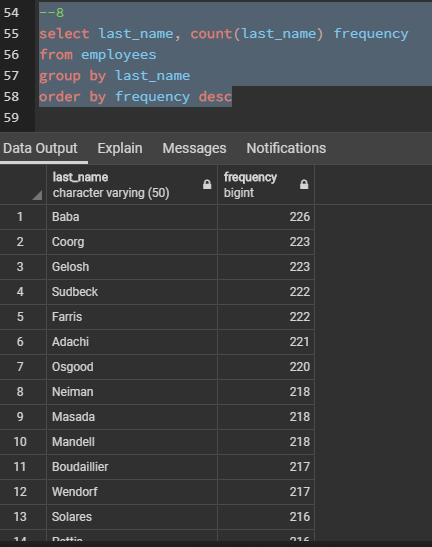 54 --8
55 select last_name, count(last_name) frequency
56 from employees
57 group by last_name
58 order by frequency desc
59
Data Output Explain Messages Notifications
last_name frequency
character varying (50) bigint
1 Baba 226
2 Coorg 223
3 Gelosh 223
4 Sudbeck 222
5 Farris 222
6 Adachi 221
7 Osgood 220
8 Neiman 218
9 Masada 218
10 Mandell 218
11 Boudaillier 217
12 Wendorf 217
13 Solares 216
14 216